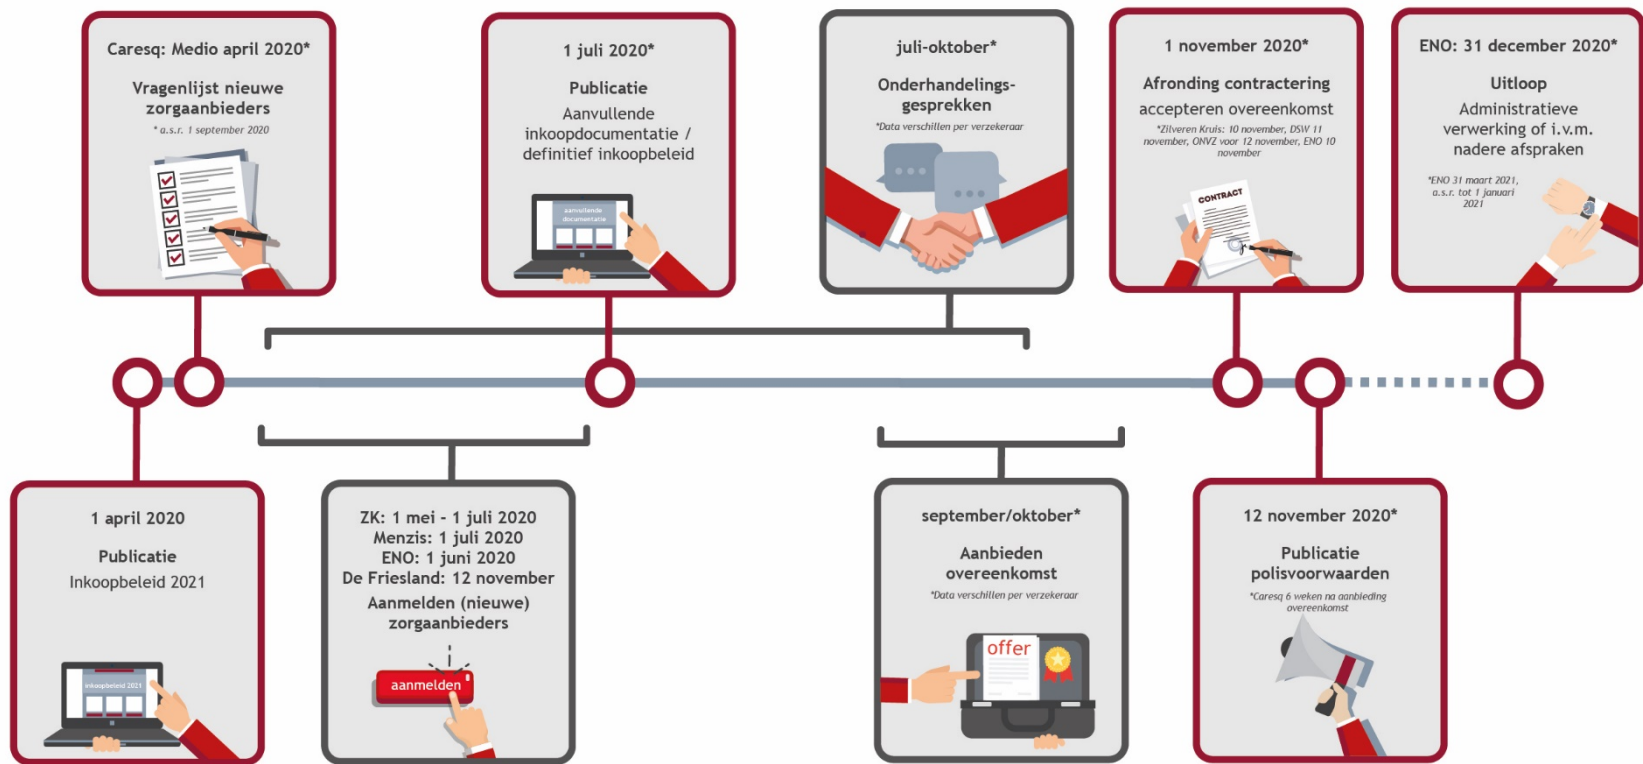 Caresq: Medio april 2020*
Vragenlijst nieuwe
zorgaanbieders
* a.s.r. 1 september 2020
1 juli 2020*
Publicatie
Aanvullende
inkoopdocumentatie /
definitief inkoopbeleid
aanvullende
documentatie
juli-oktober*
Onderhandelings-
gesprekken
*Data verschillen per verzekeraar
1 november 2020*
Afronding contractering
accepteren overeenkomst
*Zilveren Kruis: 10 november, DSW 11
november, ONVZ voor 12 november, ENO 10
november
CONTRACT
ENO: 31 december 2020*
Uitloop
Administratieve
verwerking of i.v.m.
nadere afspraken
*ENO 31 maart 2021,
a.s.r. tot 1 januari
2021
1 april 2020
Publicatie
Inkoopbeleid 2021
inkoopbeleid 2021
ZK: 1 mei - 1 juli 2020
Menzis: 1 juli 2020
ENO: 1 juni 2020
De Friesland: 12 november
Aanmelden (nieuwe)
zorgaanbieders
aanmelden
september/oktober*
Aanbieden
overeenkomst
*Data verschillen per verzekeraar
offer
12 november 2020*
Publicatie
polisvoorwaarden
*Caresq 6 weken na aanbieding
overeenkomst